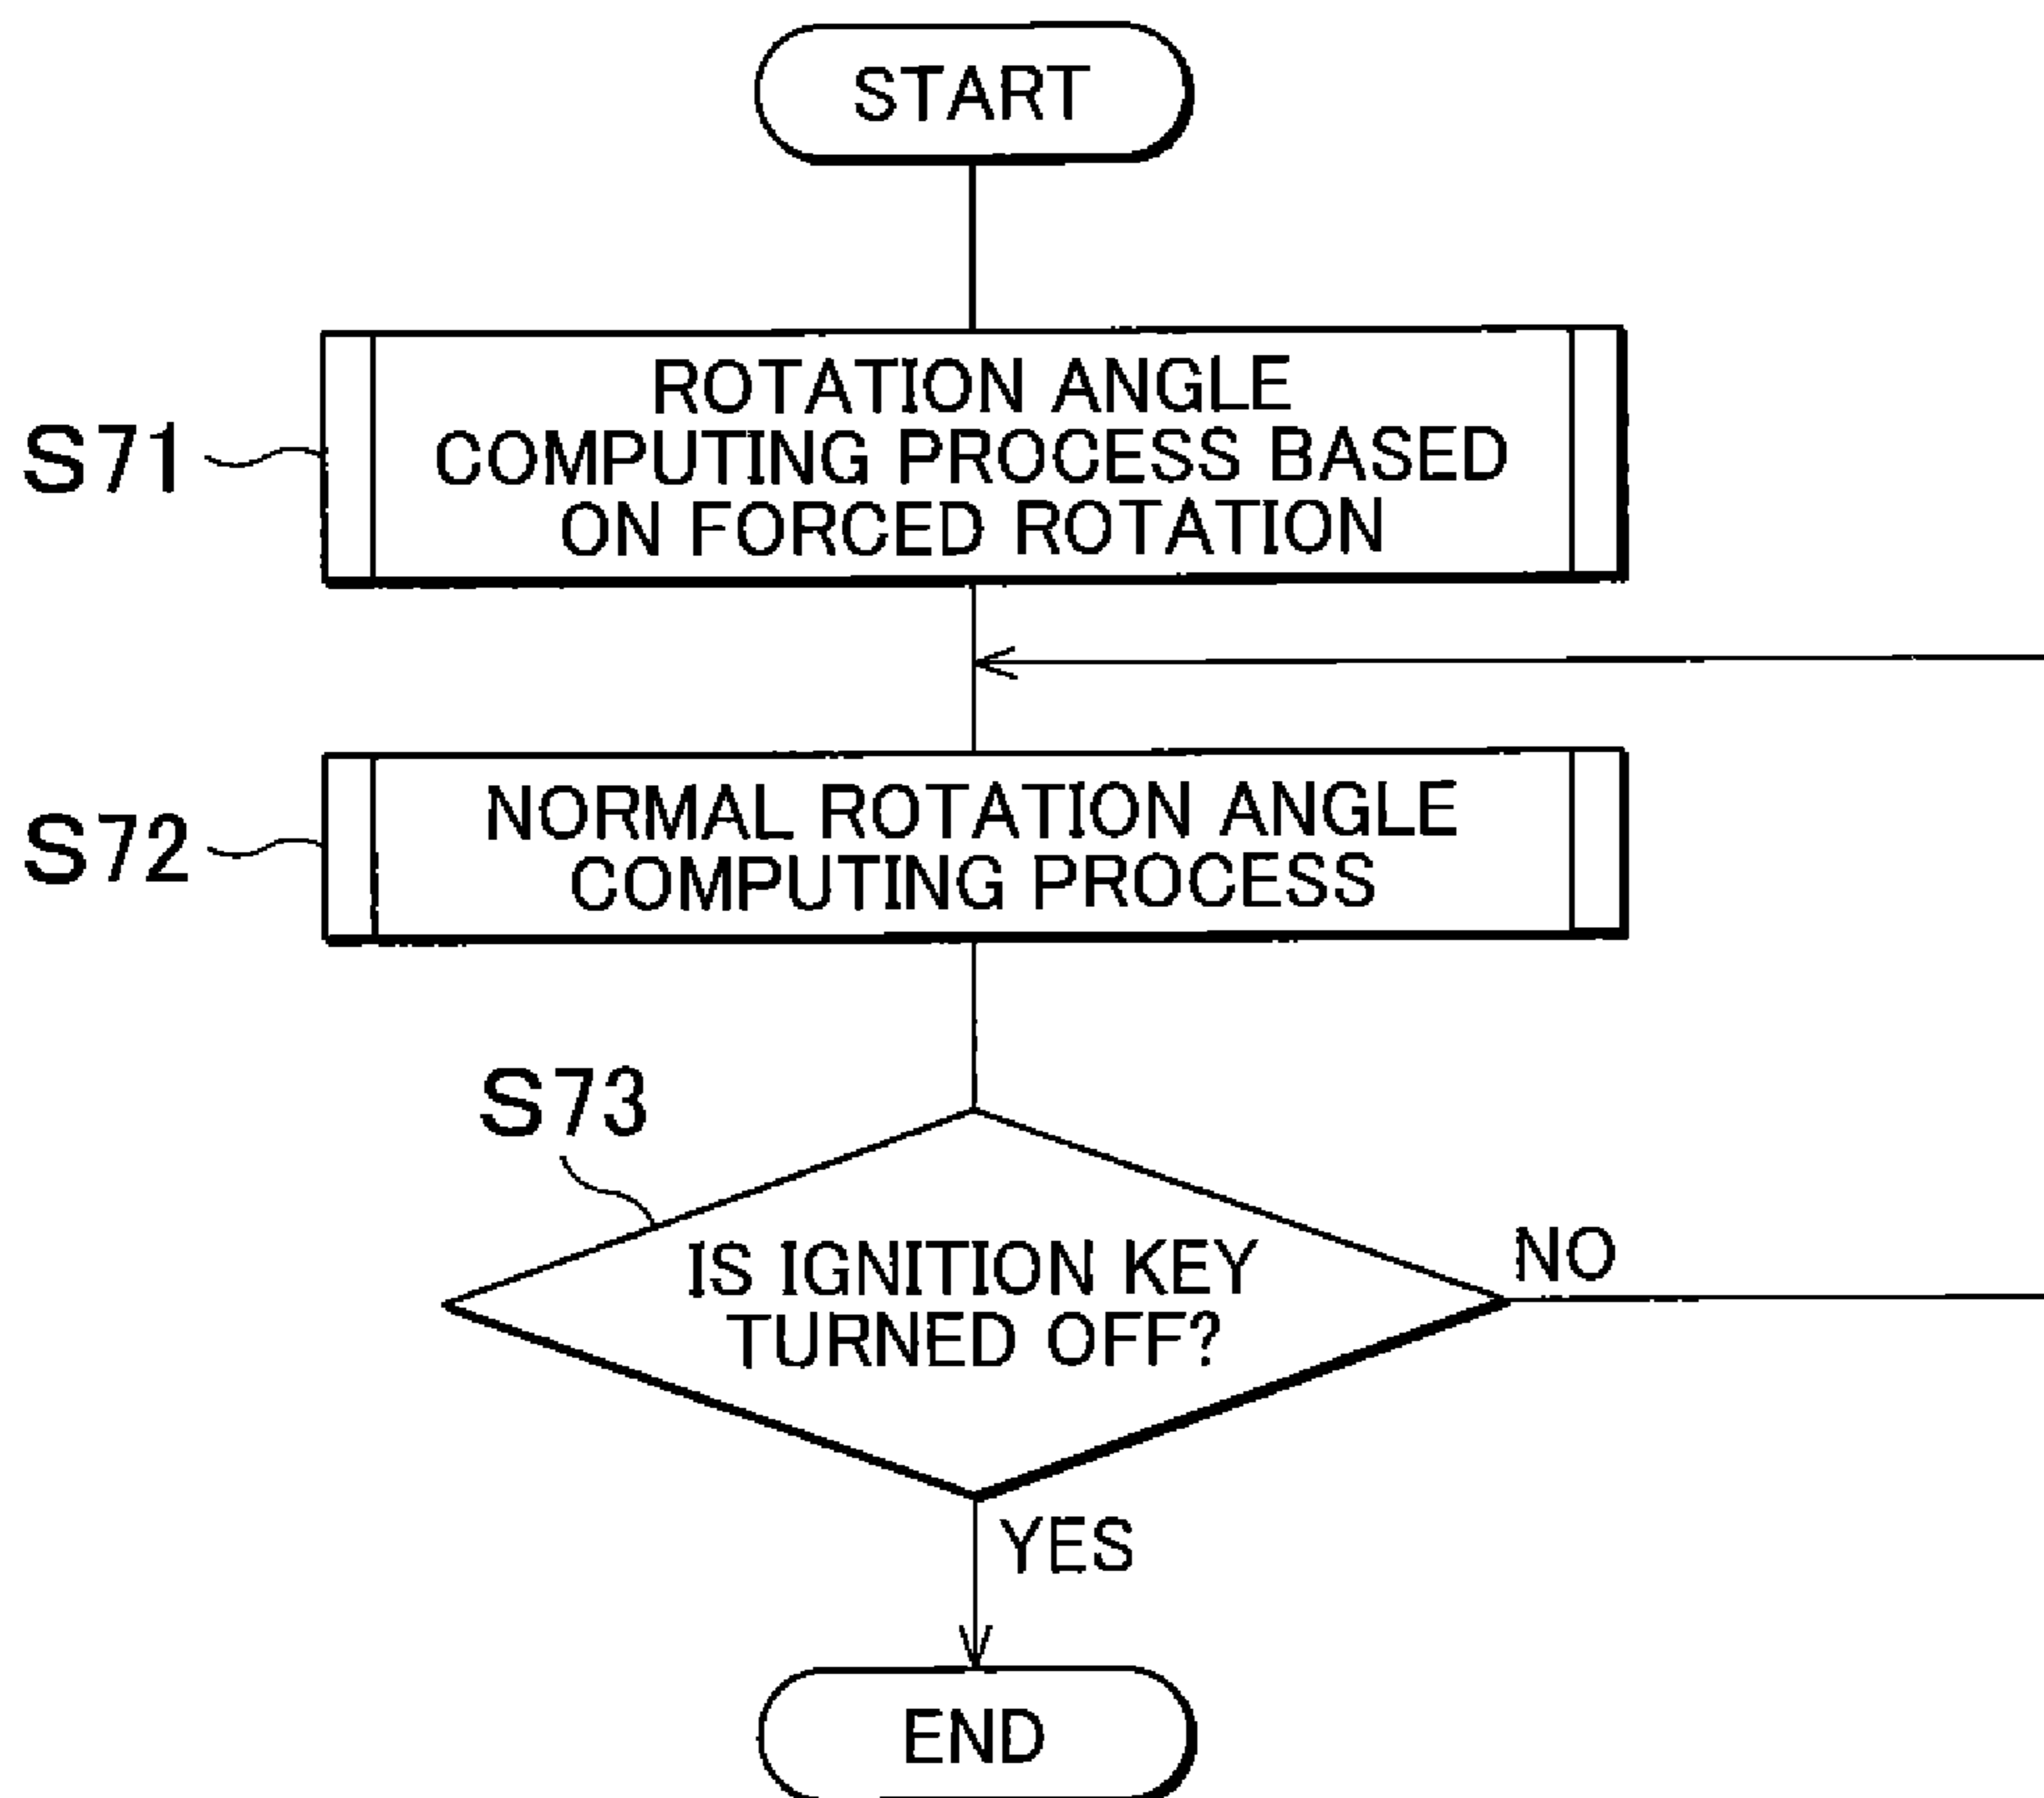 START
S71
ROTATION ANGLE
COMPUTING PROCESS BASED
ON FORCED ROTATION
S72
NORMAL ROTATION ANGLE
COMPUTING PROCESS
S73
IS IGNITION KEY
TURNED OFF?
NO
YES
END